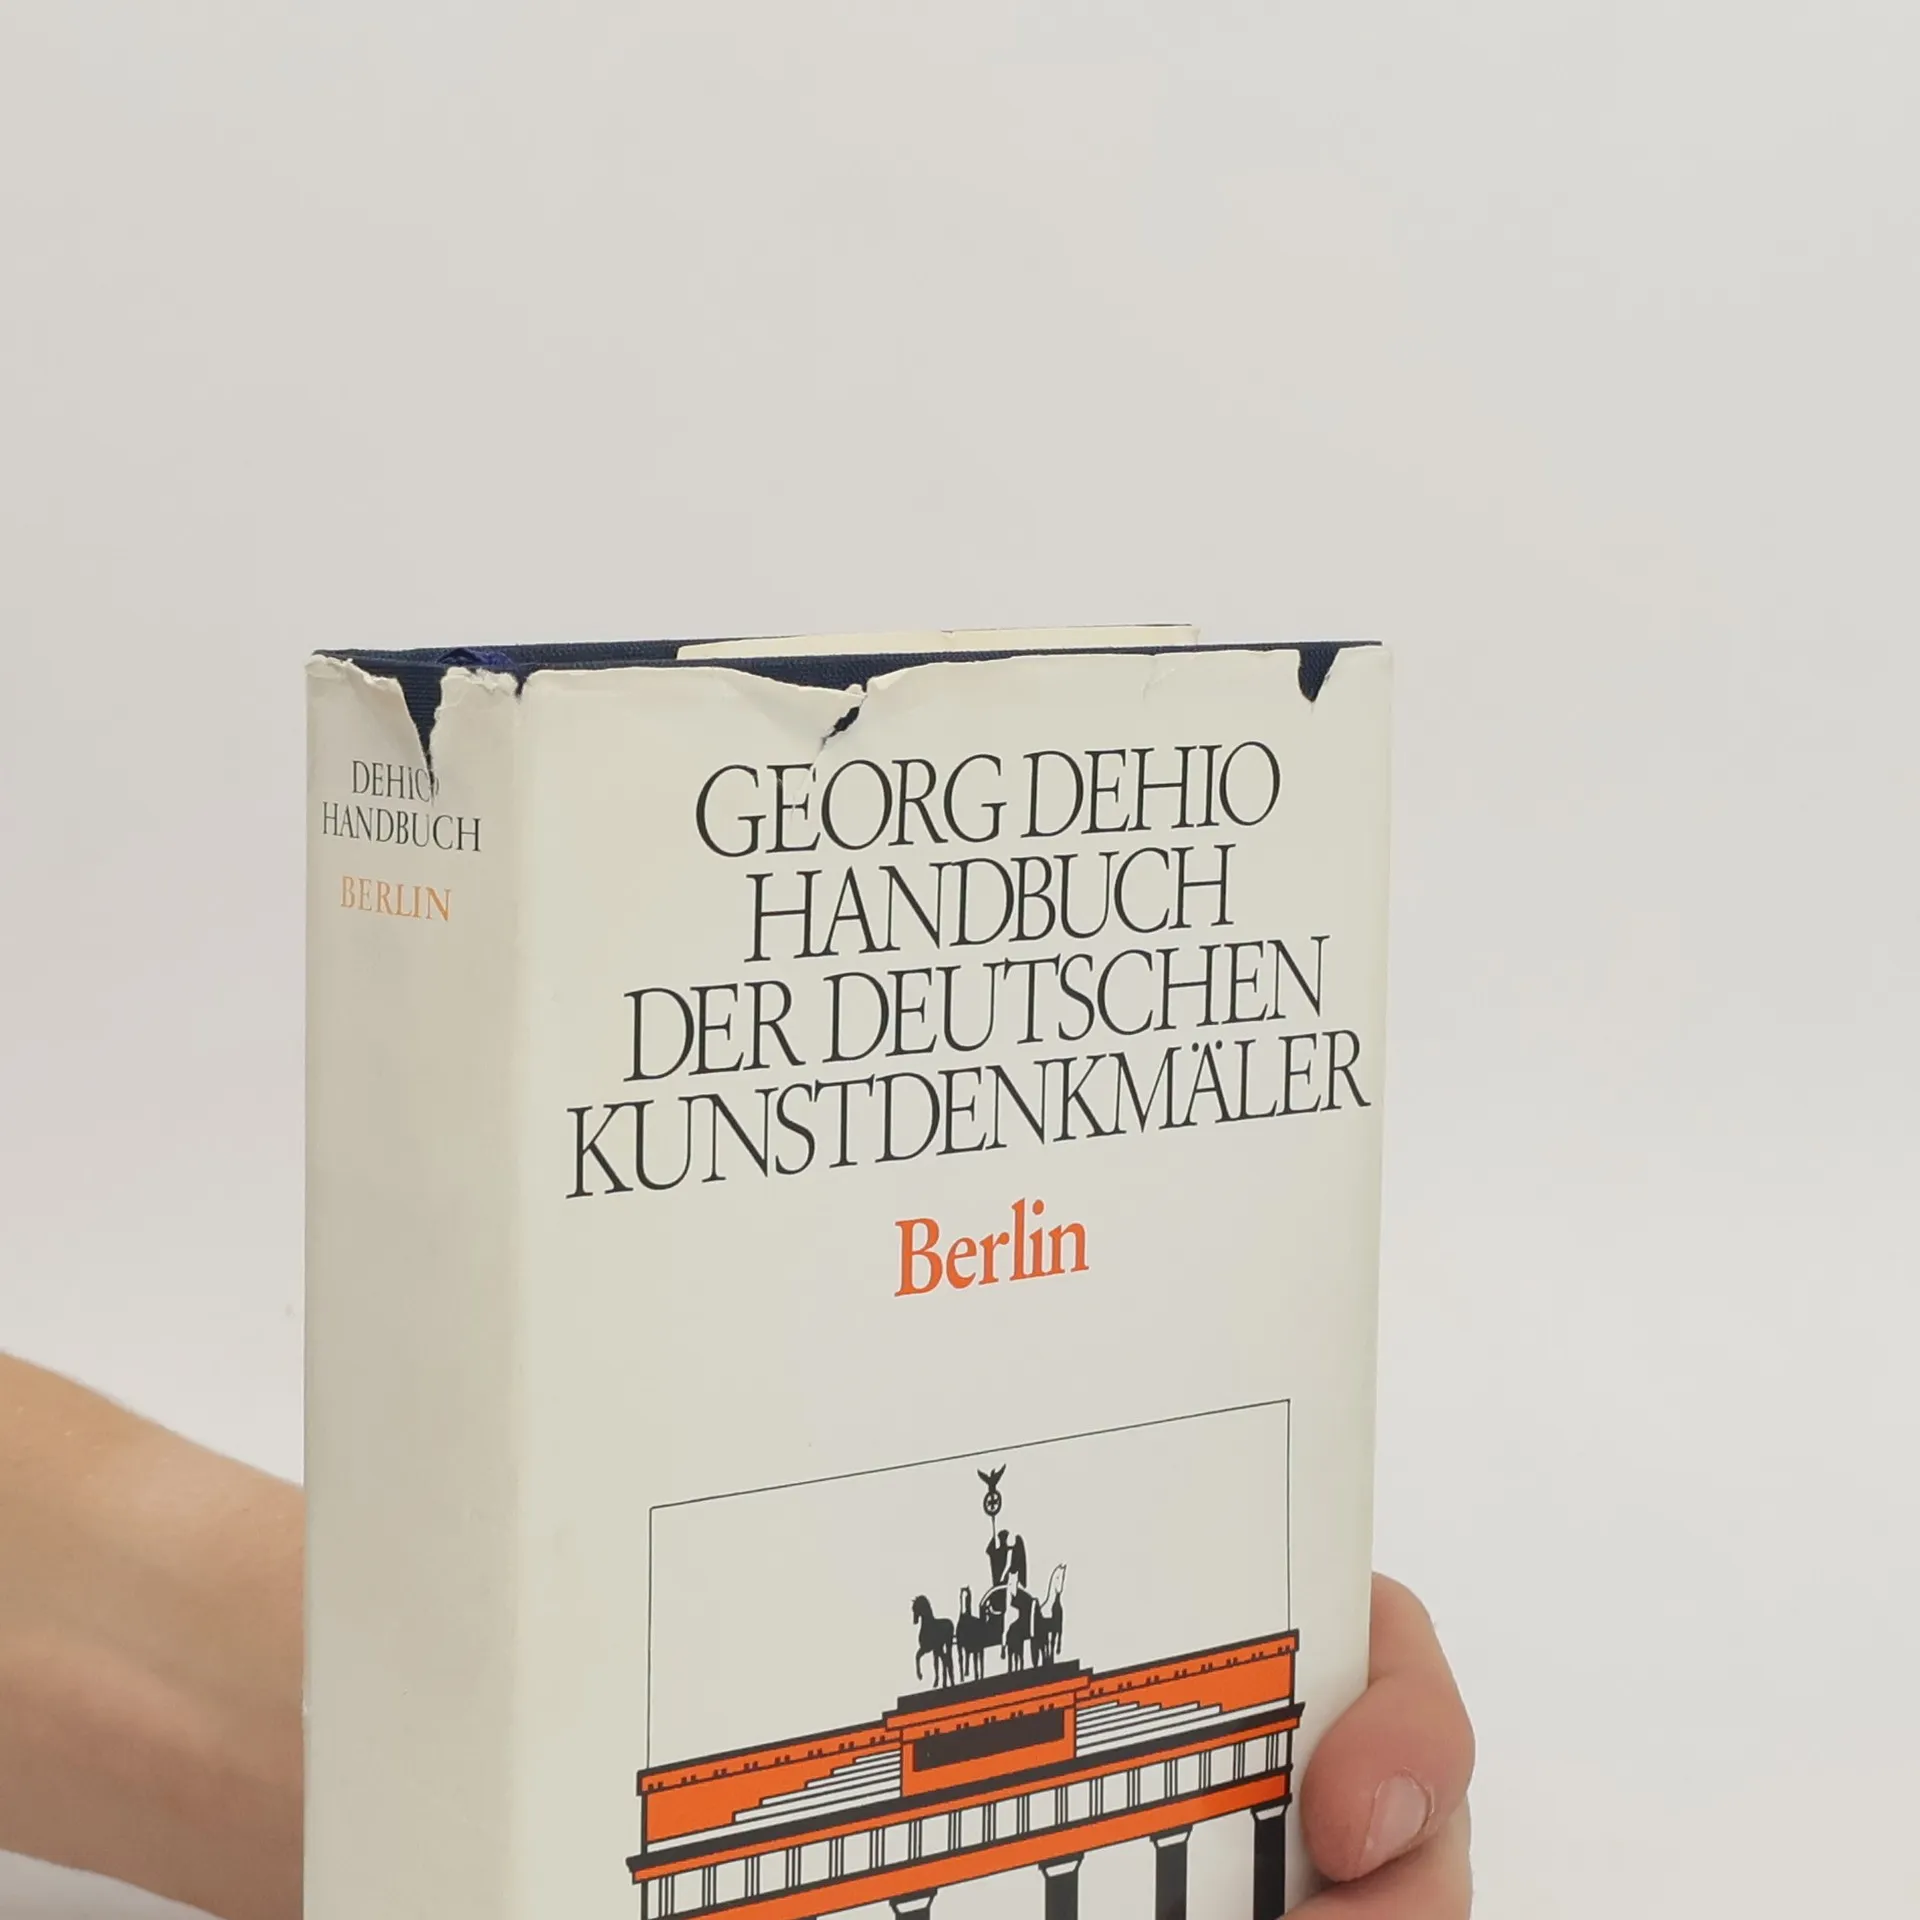 DEHIO
HANDBUCH
BERLIN
GEORG DEHIO
HANDBUCH
DER DEUTSCHEN
KUNSTDENKMÄLER
Berlin